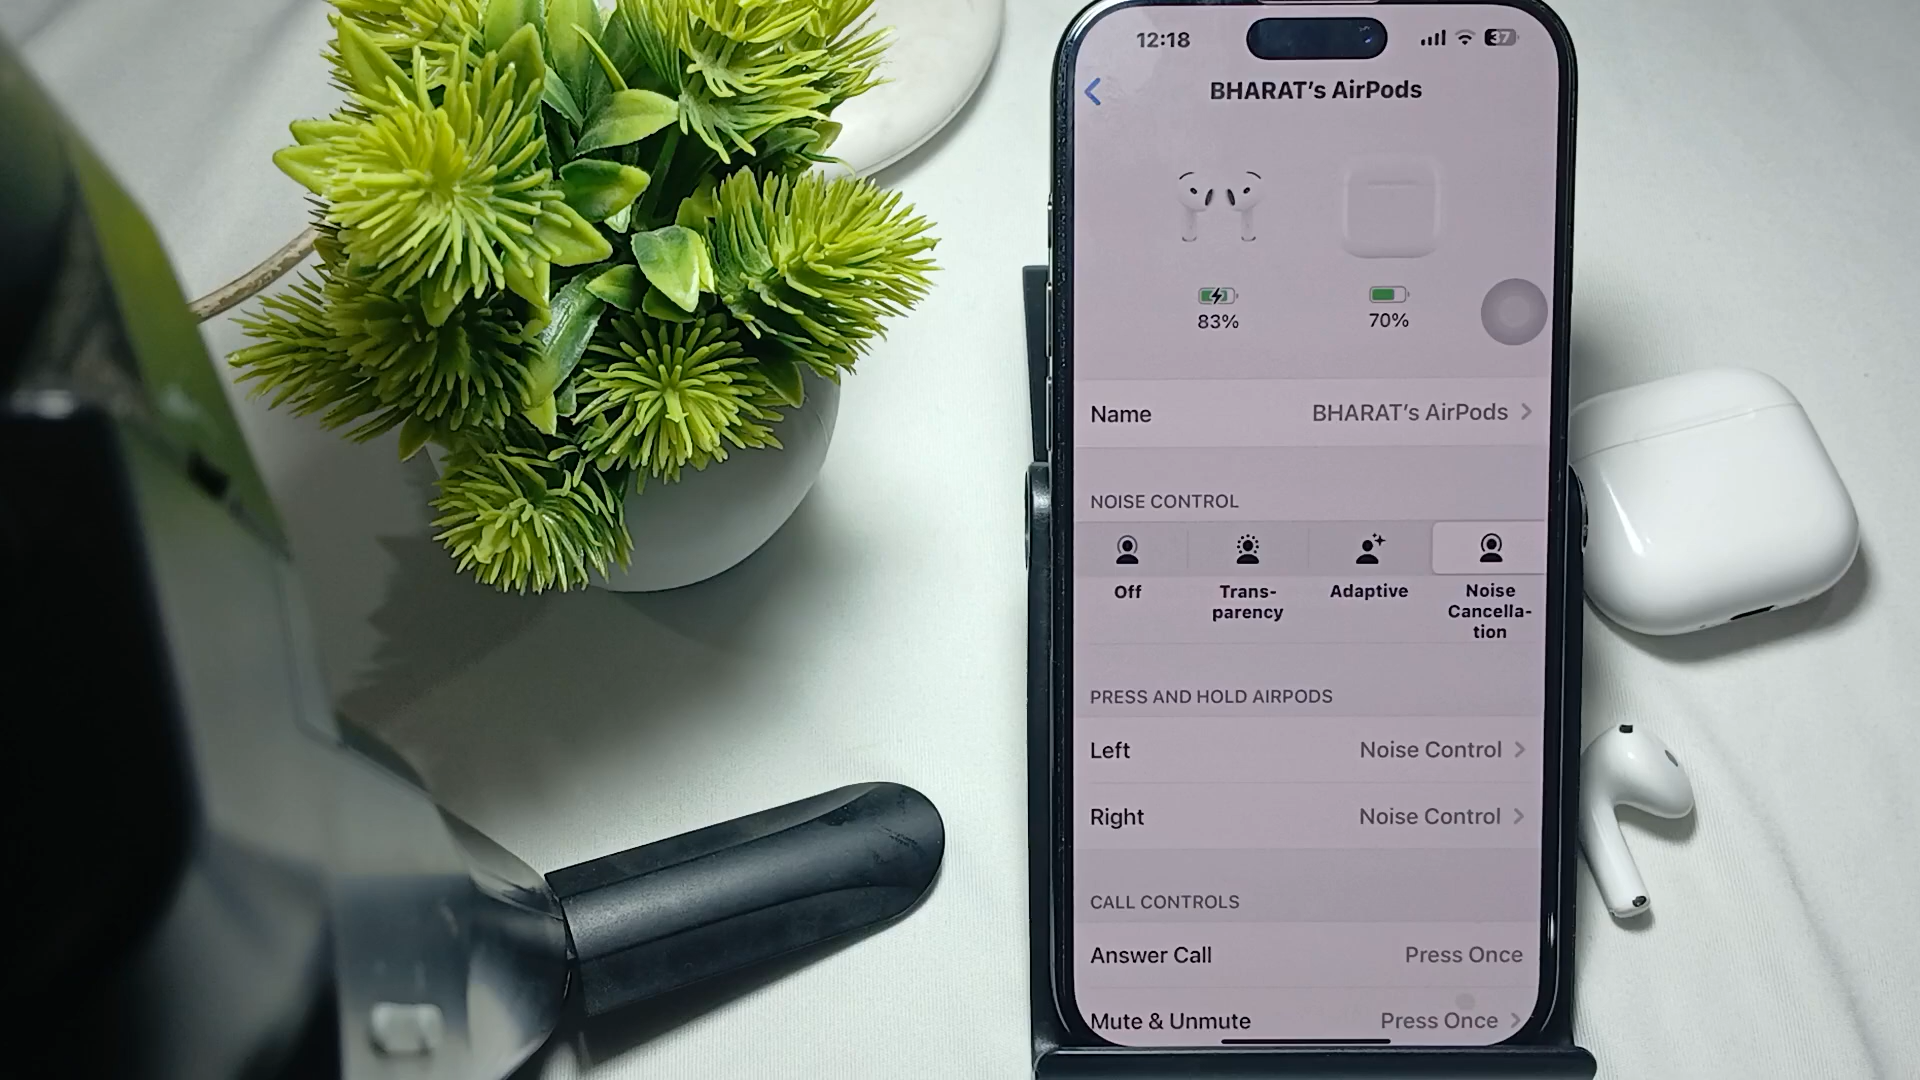 12:18
37
BHARAT’s AirPods
83%
70%
Name
BHARAT’s AirPods
NOISE CONTROL
Off
Trans-
parency
Adaptive
Noise
Cancella-
tion
PRESS AND HOLD AIRPODS
Left
Noise Control
Right
Noise Control
CALL CONTROLS
Answer Call
Press Once
Mute & Unmute
Press Once